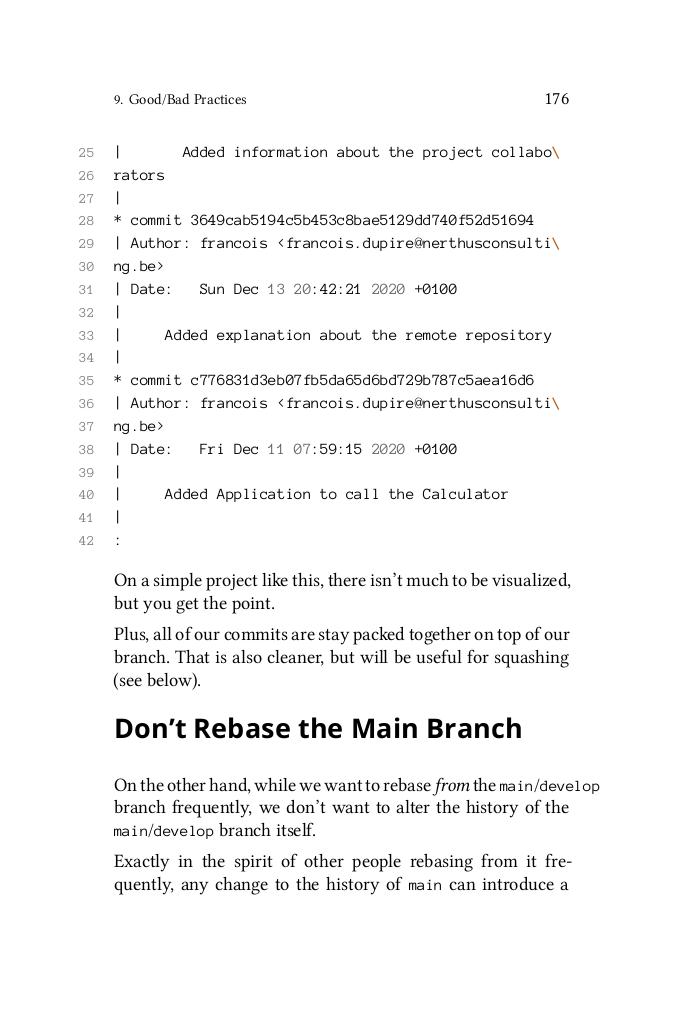 9. Good/Bad Practices 176
25 |       Added information about the project collabo\
26 rators
27 |
28 * commit 3649cab5194c5b453c8bae5129dd740f52d51694
29 | Author: francois <francois.dupire@nerthusconsulti\
30 ng.be>
31 | Date:   Sun Dec 13 20:42:21 2020 +0100
32 |
33 |     Added explanation about the remote repository
34 |
35 * commit c776831d3eb07fb5da65d6bd729b787c5aea16d6
36 | Author: francois <francois.dupire@nerthusconsulti\
37 ng.be>
38 | Date:   Fri Dec 11 07:59:15 2020 +0100
39 |
40 |     Added Application to call the Calculator
41 |
42 :
On a simple project like this, there isn’t much to be visualized,
but you get the point.
Plus, all of our commits are stay packed together on top of our
branch. That is also cleaner, but will be useful for squashing
(see below).
Don’t Rebase the Main Branch
On the other hand, while we want to rebase from the main/develop
branch frequently, we don’t want to alter the history of the
main/develop branch itself.
Exactly in the spirit of other people rebasing from it fre-
quently, any change to the history of main can introduce a